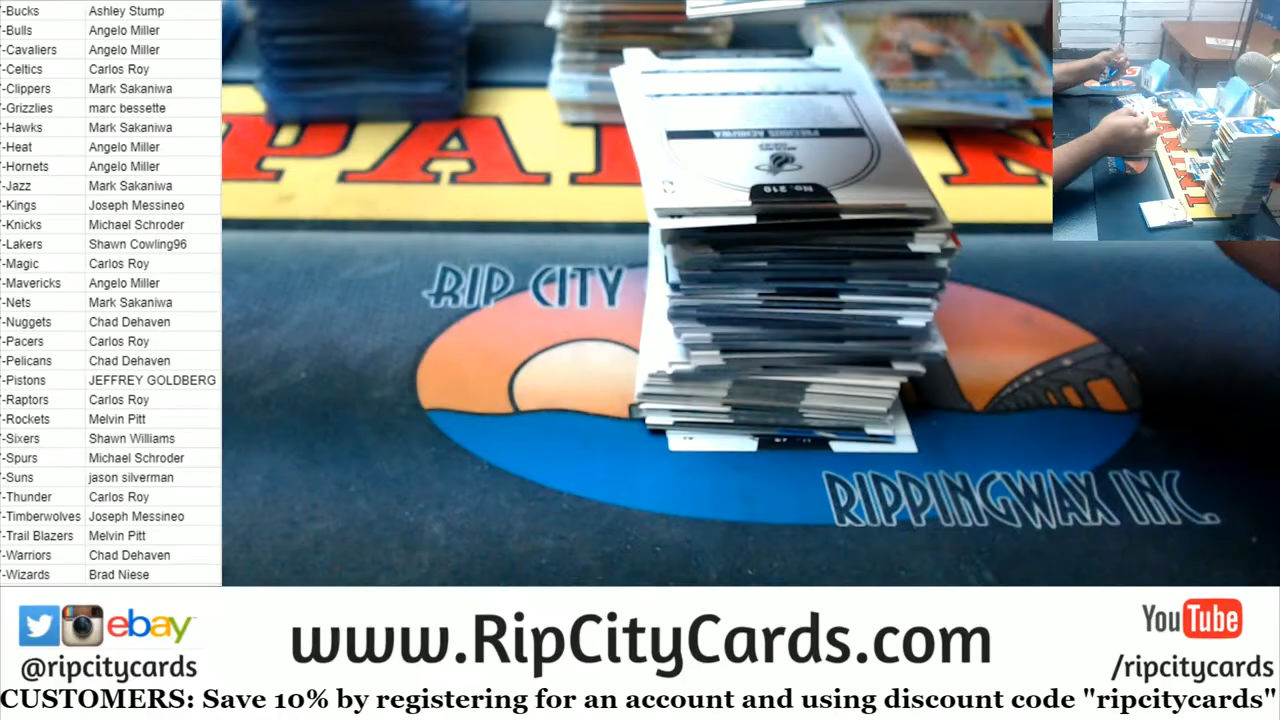 -Bucks Ashley Stump
-Bulls Angelo Miller
-Cavaliers Angelo Miller
-Celtics Carlos Roy
-Clippers Mark Sakaniwa
-Grizzlies marc bessette
-Hawks Mark Sakaniwa
-Heat Angelo Miller
-Hornets Angelo Miller
-Jazz Mark Sakaniwa
-Kings Joseph Messineo
-Knicks Michael Schroder
-Lakers Shawn Cowling96
-Magic Carlos Roy
-Mavericks Angelo Miller
-Nets Mark Sakaniwa
-Nuggets Chad Dehaven
-Pacers Carlos Roy
-Pelicans Chad Dehaven
-Pistons JEFFREY GOLDBERG
-Raptors Carlos Roy
-Rockets Melvin Pitt
-Sixers Shawn Williams
-Spurs Michael Schroder
-Suns jason silverman
-Thunder Carlos Roy
-Timberwolves Joseph Messineo
-Trail Blazers Melvin Pitt
-Warriors Chad Dehaven
-Wizards Brad Niese
PANINI
PRECIOUS ACHIUWA
No. 210
RIP CITY
RIPPINGWAX INC.
ebay
@ripcitycards
www.RipCityCards.com
YouTube
/ripcitycards
CUSTOMERS: Save 10% by registering for an account and using discount code "ripcitycards"